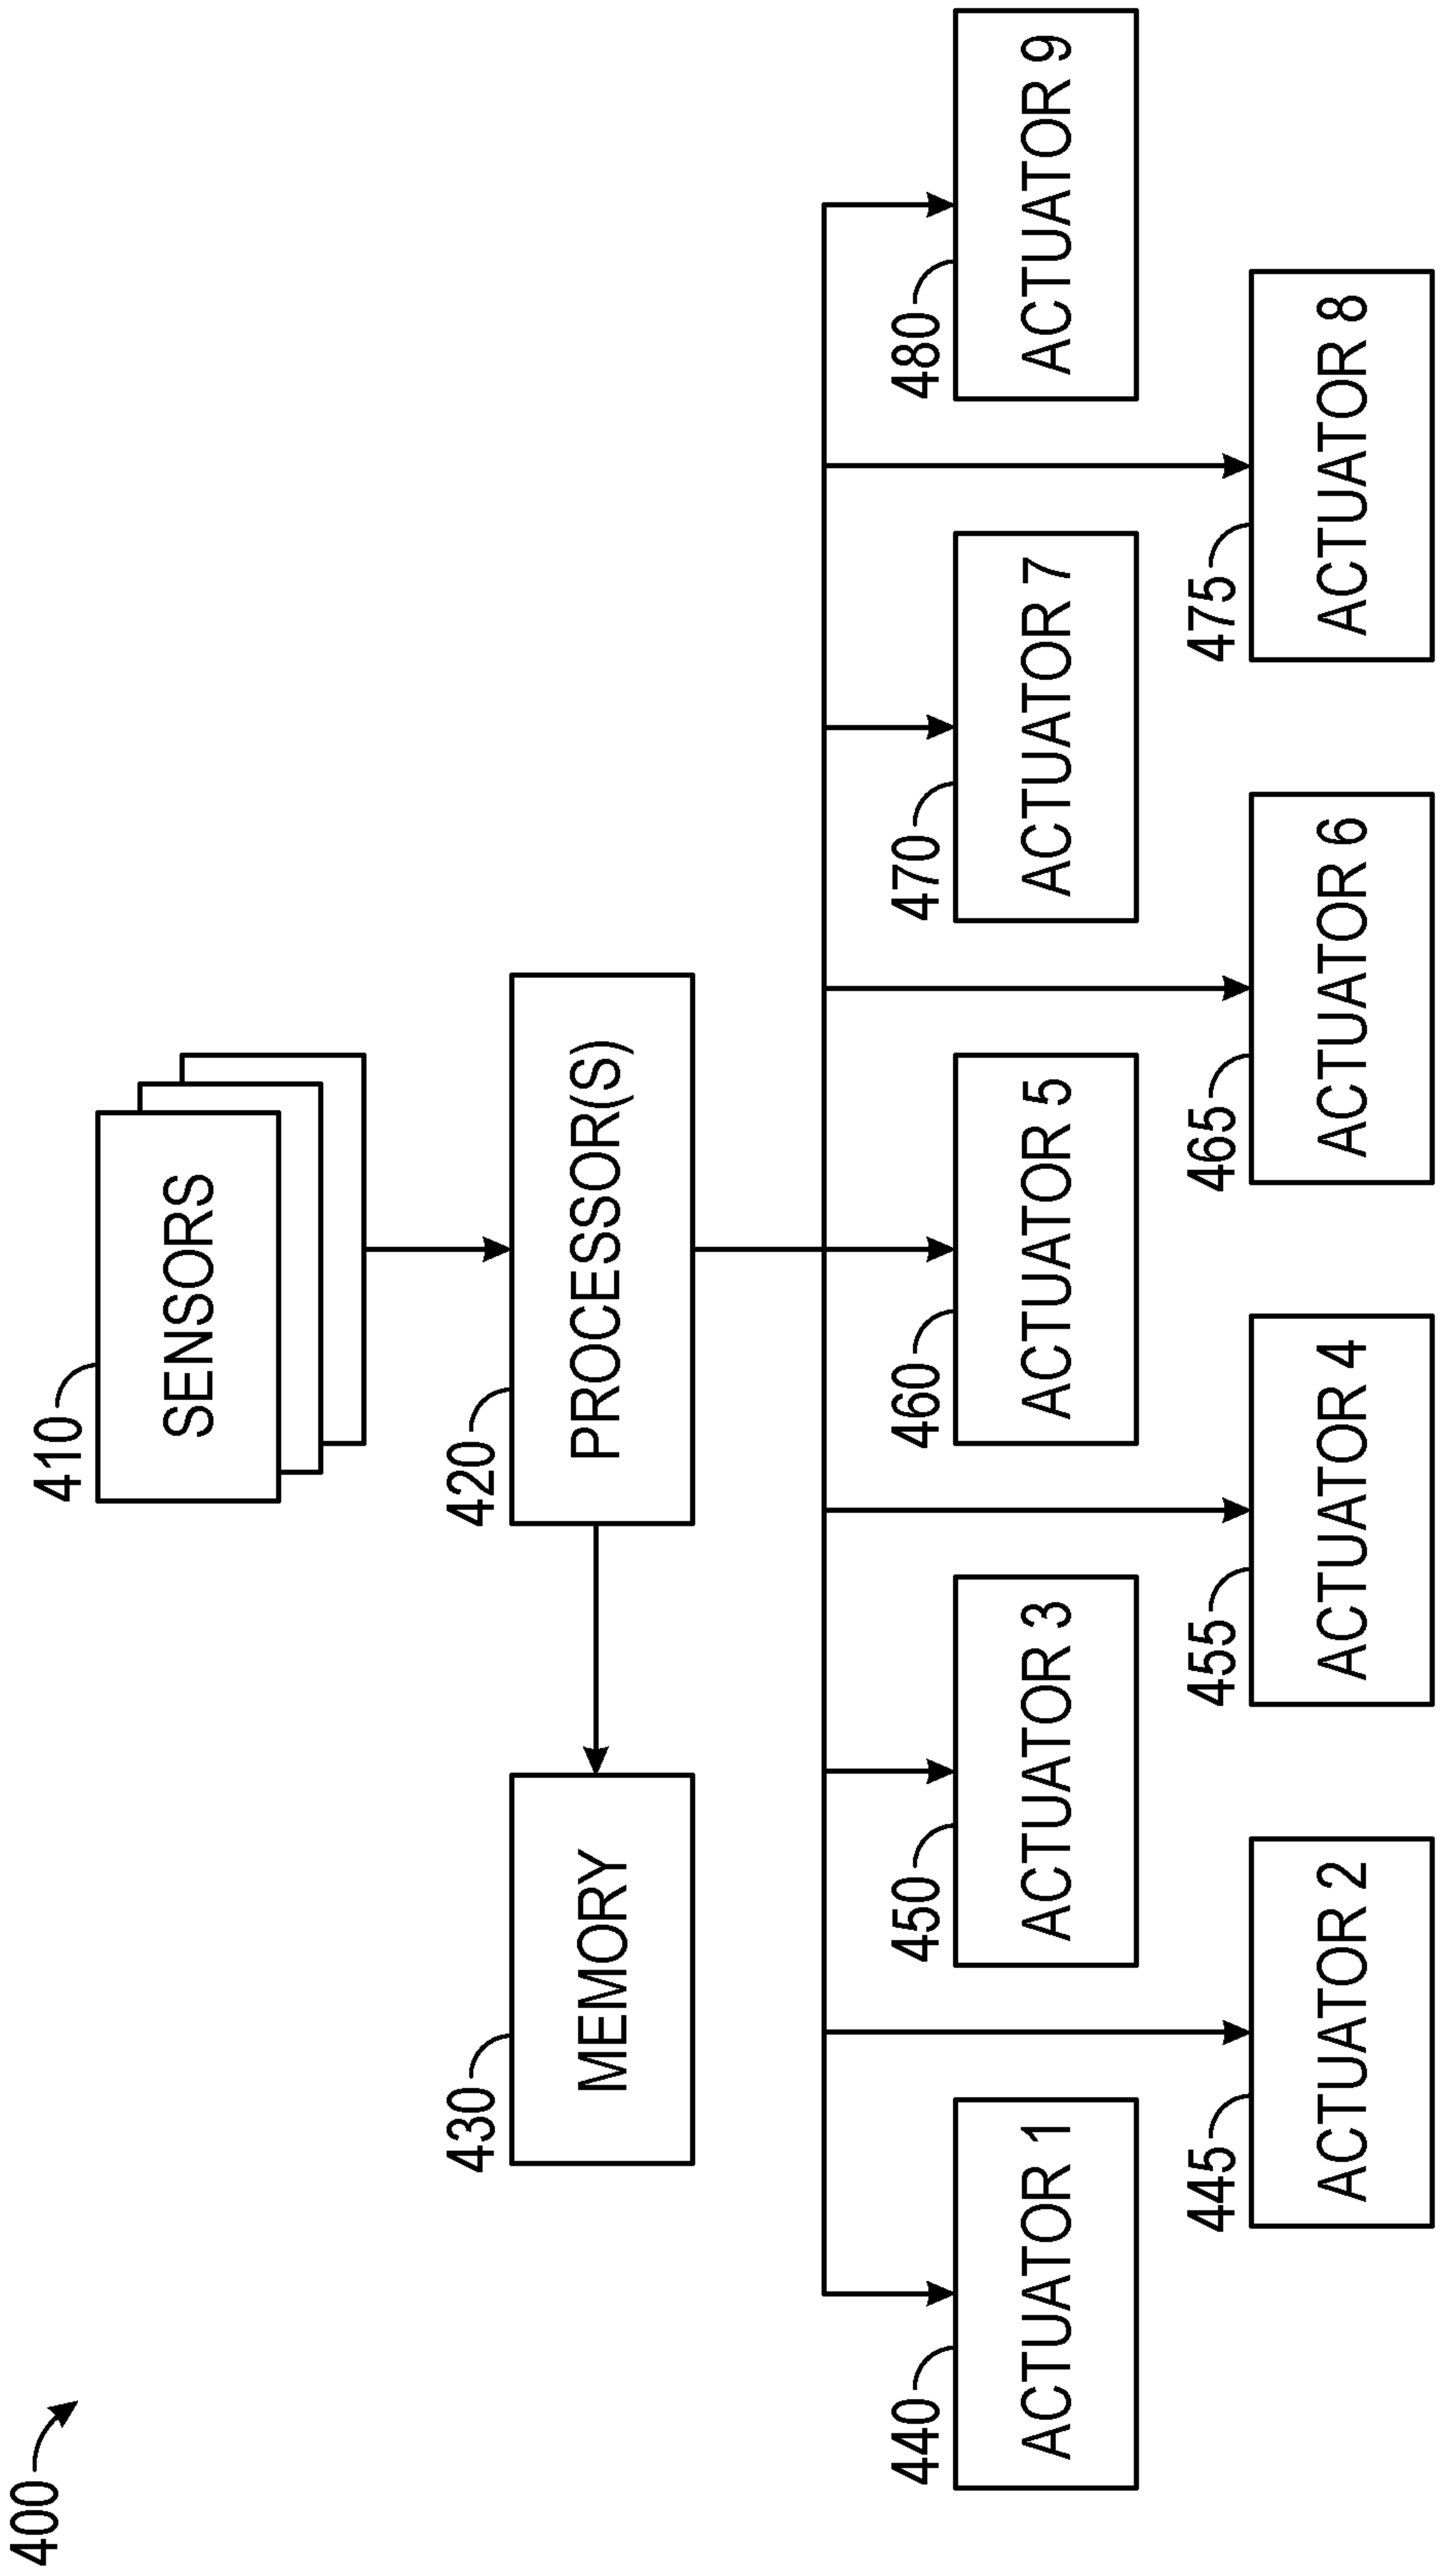 400
410
SENSORS
420
PROCESSOR(S)
430
MEMORY
440
ACTUATOR 1
450
ACTUATOR 3
460
ACTUATOR 5
470
ACTUATOR 7
480
ACTUATOR 9
445
ACTUATOR 2
455
ACTUATOR 4
465
ACTUATOR 6
475
ACTUATOR 8